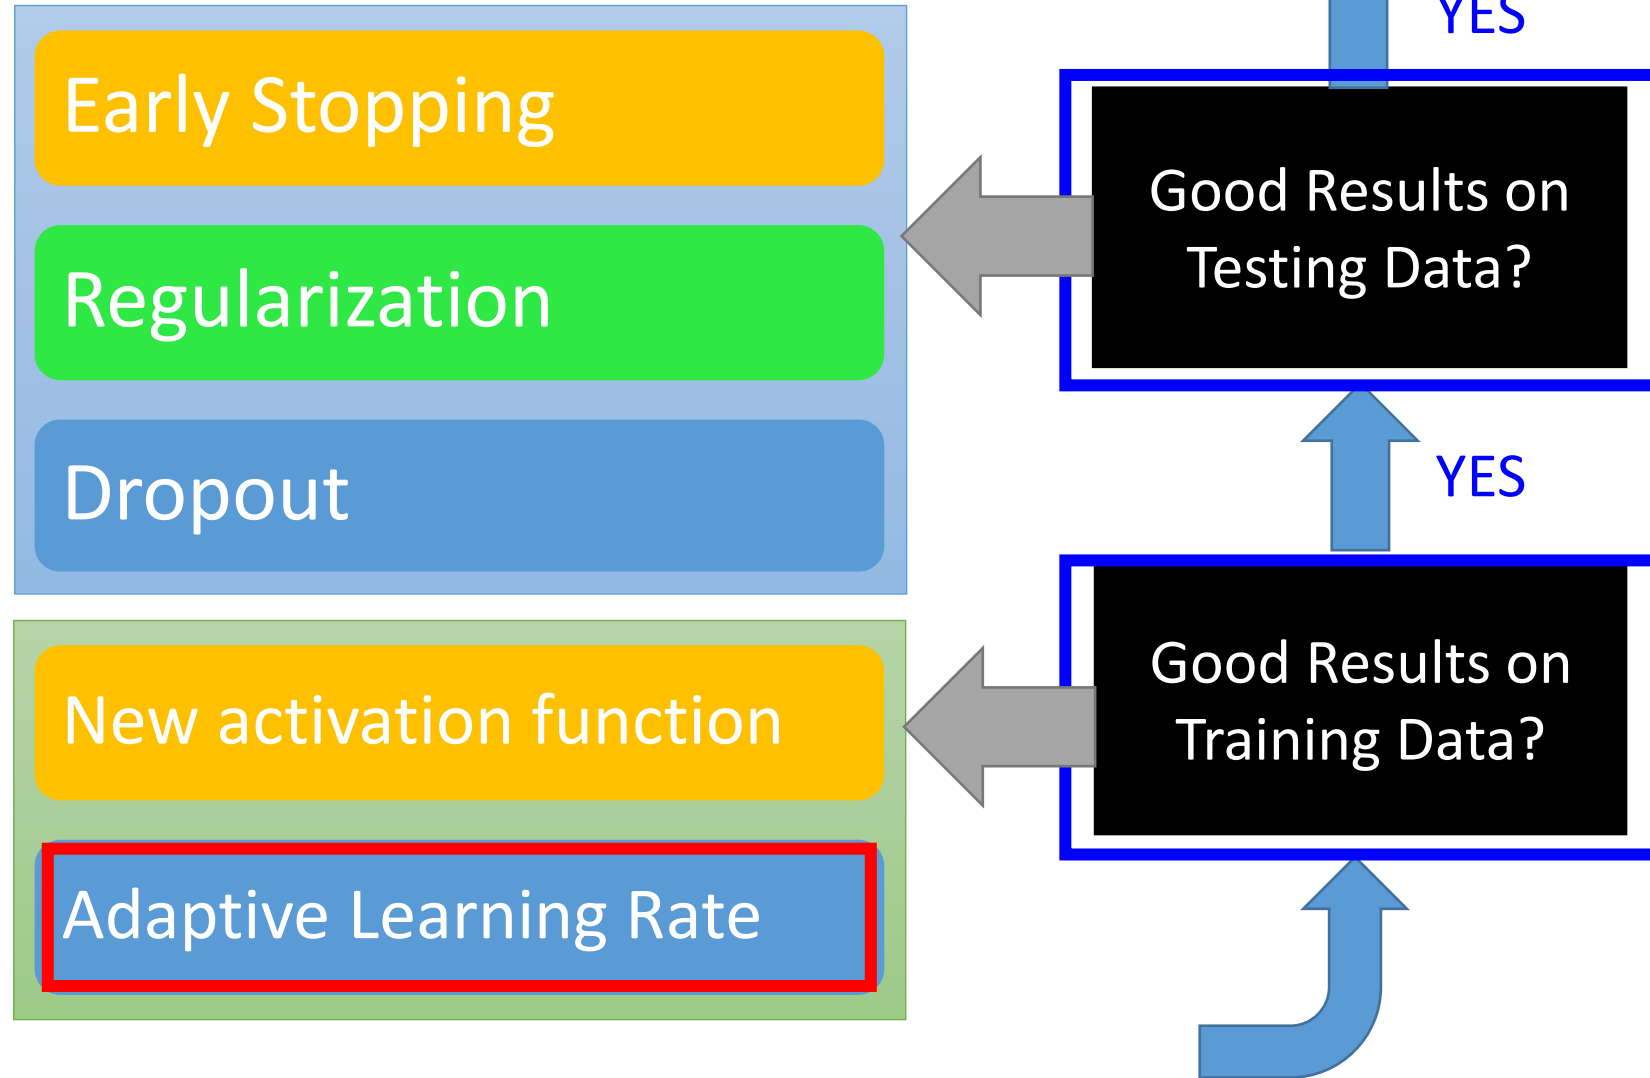 Early Stopping
Regularization
Dropout
New activation function
Adaptive Learning Rate
YES
Good Results on
Testing Data?
YES
Good Results on
Training Data?